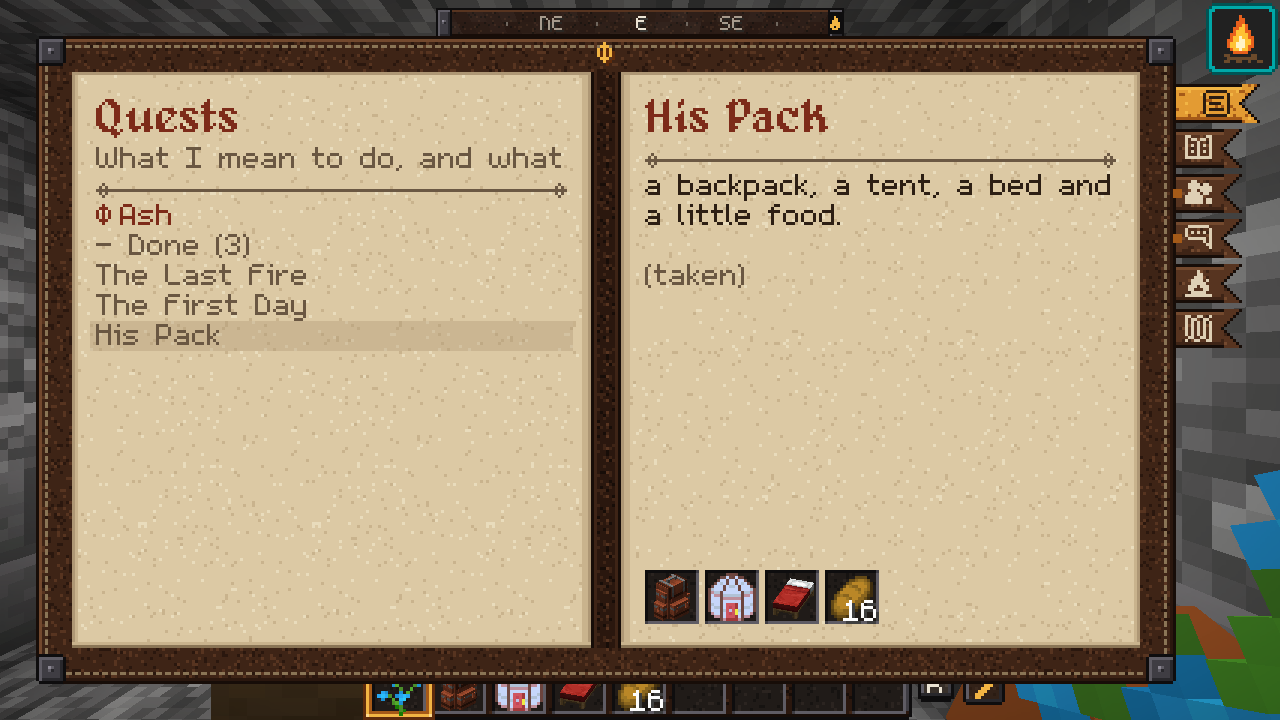 NE E SE
Quests
What I mean to do, and what
Ash
– Done (3)
The Last Fire
The First Day
His Pack
His Pack
a backpack, a tent, a bed and
a little food.
(taken)
16
16